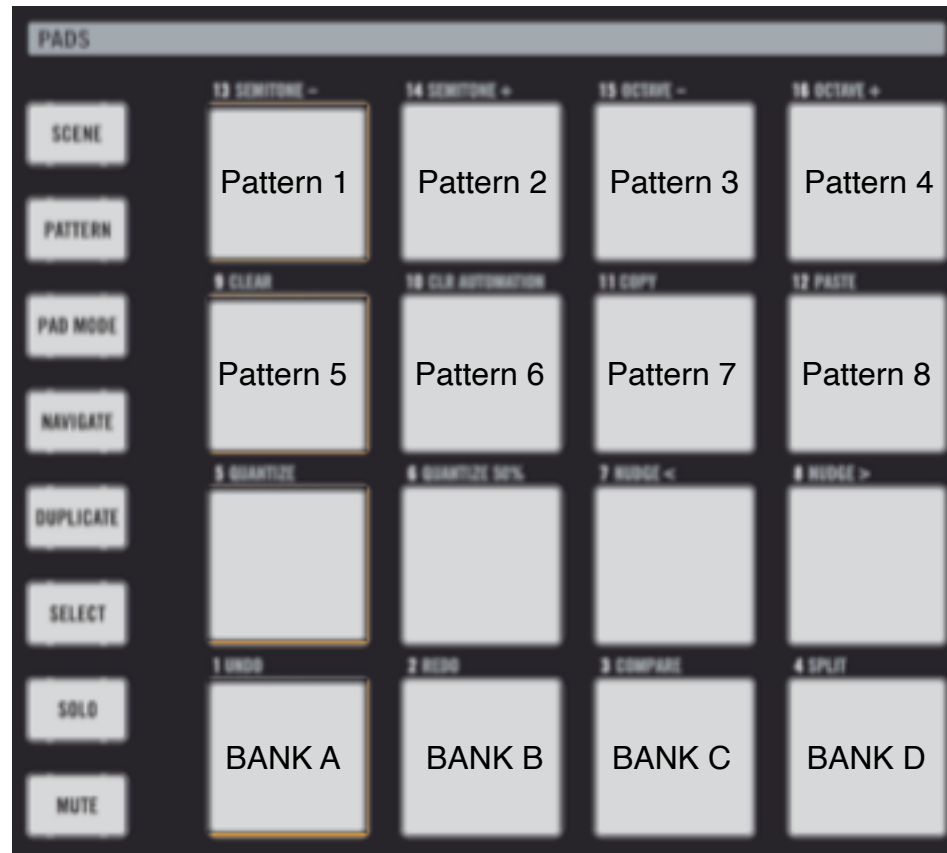 PADS
13 SEMITONE -
14 SEMITONE +
15 OCTAVE -
16 OCTAVE +
SCENE
Pattern 1
Pattern 2
Pattern 3
Pattern 4
PATTERN
9 CLEAR
10 CLR AUTOMATION
11 COPY
12 PASTE
PAD MODE
Pattern 5
Pattern 6
Pattern 7
Pattern 8
NAVIGATE
5 QUANTIZE
6 QUANTIZE 50%
7 NUDGE <
8 NUDGE >
DUPLICATE
SELECT
1 UNDO
2 REDO
3 COMPARE
4 SPLIT
SOLO
BANK A
BANK B
BANK C
BANK D
MUTE